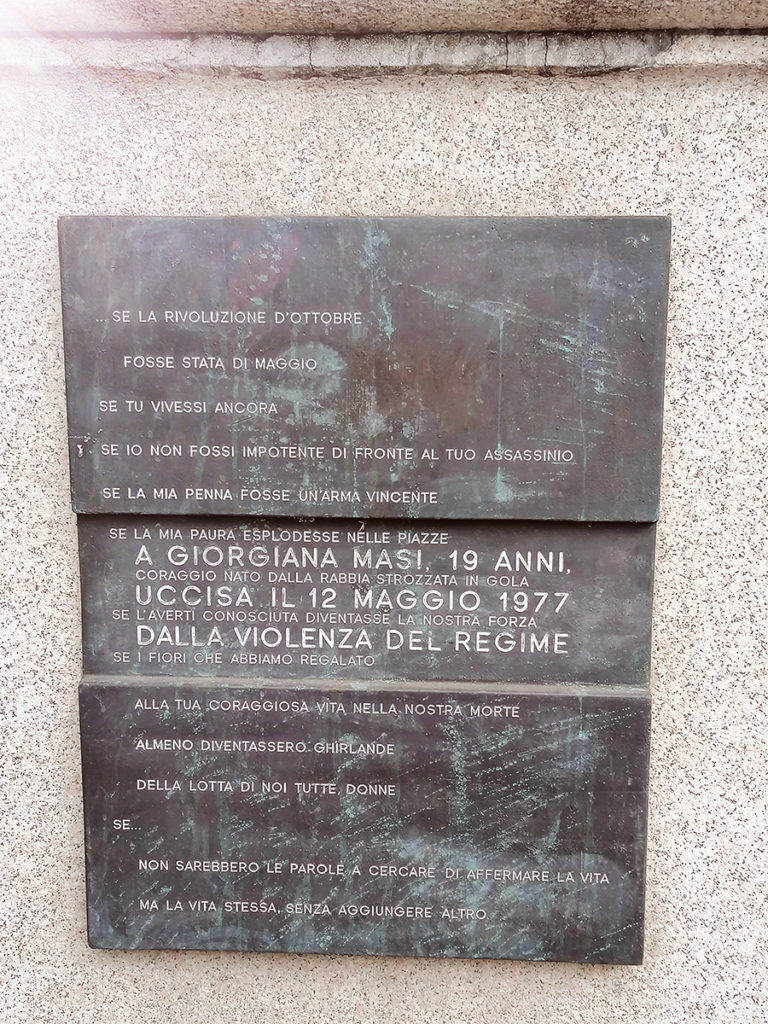 ...SE LA RIVOLUZIONE D'OTTOBRE
FOSSE STATA DI MAGGIO
SE TU VIVESSI ANCORA
SE IO NON FOSSI IMPOTENTE DI FRONTE AL TUO ASSASSINIO
SE LA MIA PENNA FOSSE UN'ARMA VINCENTE
SE LA MIA PAURA ESPLODESSE NELLE PIAZZE
A GIORGIANA MASI, 19 ANNI,
CORAGGIO NATO DALLA RABBIA STROZZATA IN GOLA
UCCISA IL 12 MAGGIO 1977
SE L'AVERTI CONOSCIUTA DIVENTASSE LA NOSTRA FORZA
DALLA VIOLENZA DEL REGIME
SE I FIORI CHE ABBIAMO REGALATO
ALLA TUA CORAGGIOSA VITA NELLA NOSTRA MORTE
ALMENO DIVENTASSERO GHIRLANDE
DELLA LOTTA DI NOI TUTTE, DONNE
SE...
NON SAREBBERO LE PAROLE A CERCARE DI AFFERMARE LA VITA
MA LA VITA STESSA, SENZA AGGIUNGERE ALTRO.